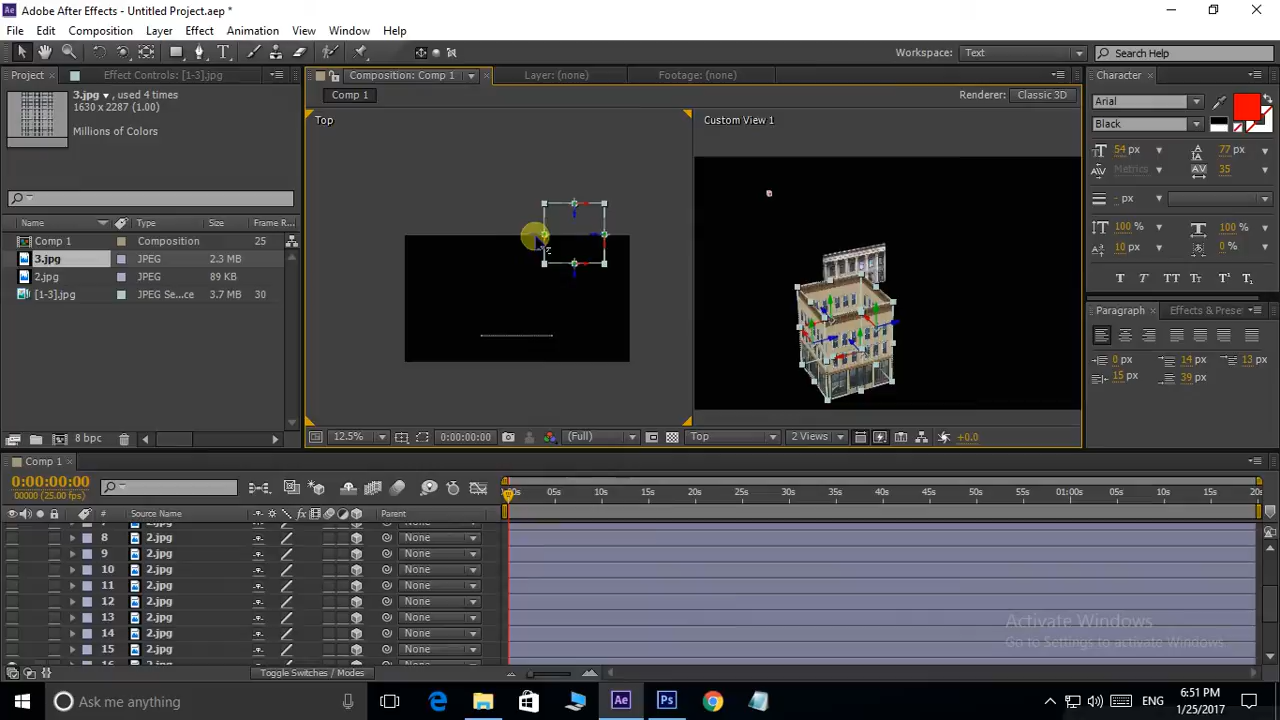 Adobe After Effects - Untitled Project.aep *
File Edit Composition Layer Effect Animation View Window Help
Workspace: Text Search Help
Project Effect Controls: [1-3].jpg Composition: Comp 1 Layer: (none) Footage: (none) Character
3.jpg, used 4 times
1630 x 2287 (1.00)
Millions of Colors
Comp 1 Renderer: Classic 3D
Arial
Black
Top Custom View 1
54 px 77 px
Metrics 35
- px
100 % 100 %
10 px 0 %
Name Type Size Frame R
Comp 1 Composition 25
3.jpg JPEG 2.3 MB
2.jpg JPEG 89 KB
[1-3].jpg JPEG Se...ce 3.7 MB 30
Paragraph Effects & Prese
0 px 14 px 13 px
15 px 39 px
8 bpc 12.5% 0:00:00:00 (Full) Top 2 Views +0.0
Comp 1
0:00:00:00
00000 (25.00 fps)
05s 10s 15s 20s 25s 30s 35s 40s 45s 50s 55s 01:00s 05s 10s 15s 20s
# Source Name Parent
8 2.jpg None
9 2.jpg None
10 2.jpg None
11 2.jpg None
12 2.jpg None
13 2.jpg None
14 2.jpg None
15 2.jpg None
Toggle Switches / Modes
Activate Windows
Go to Settings to activate Windows.
Ask me anything
ENG
6:51 PM
1/25/2017